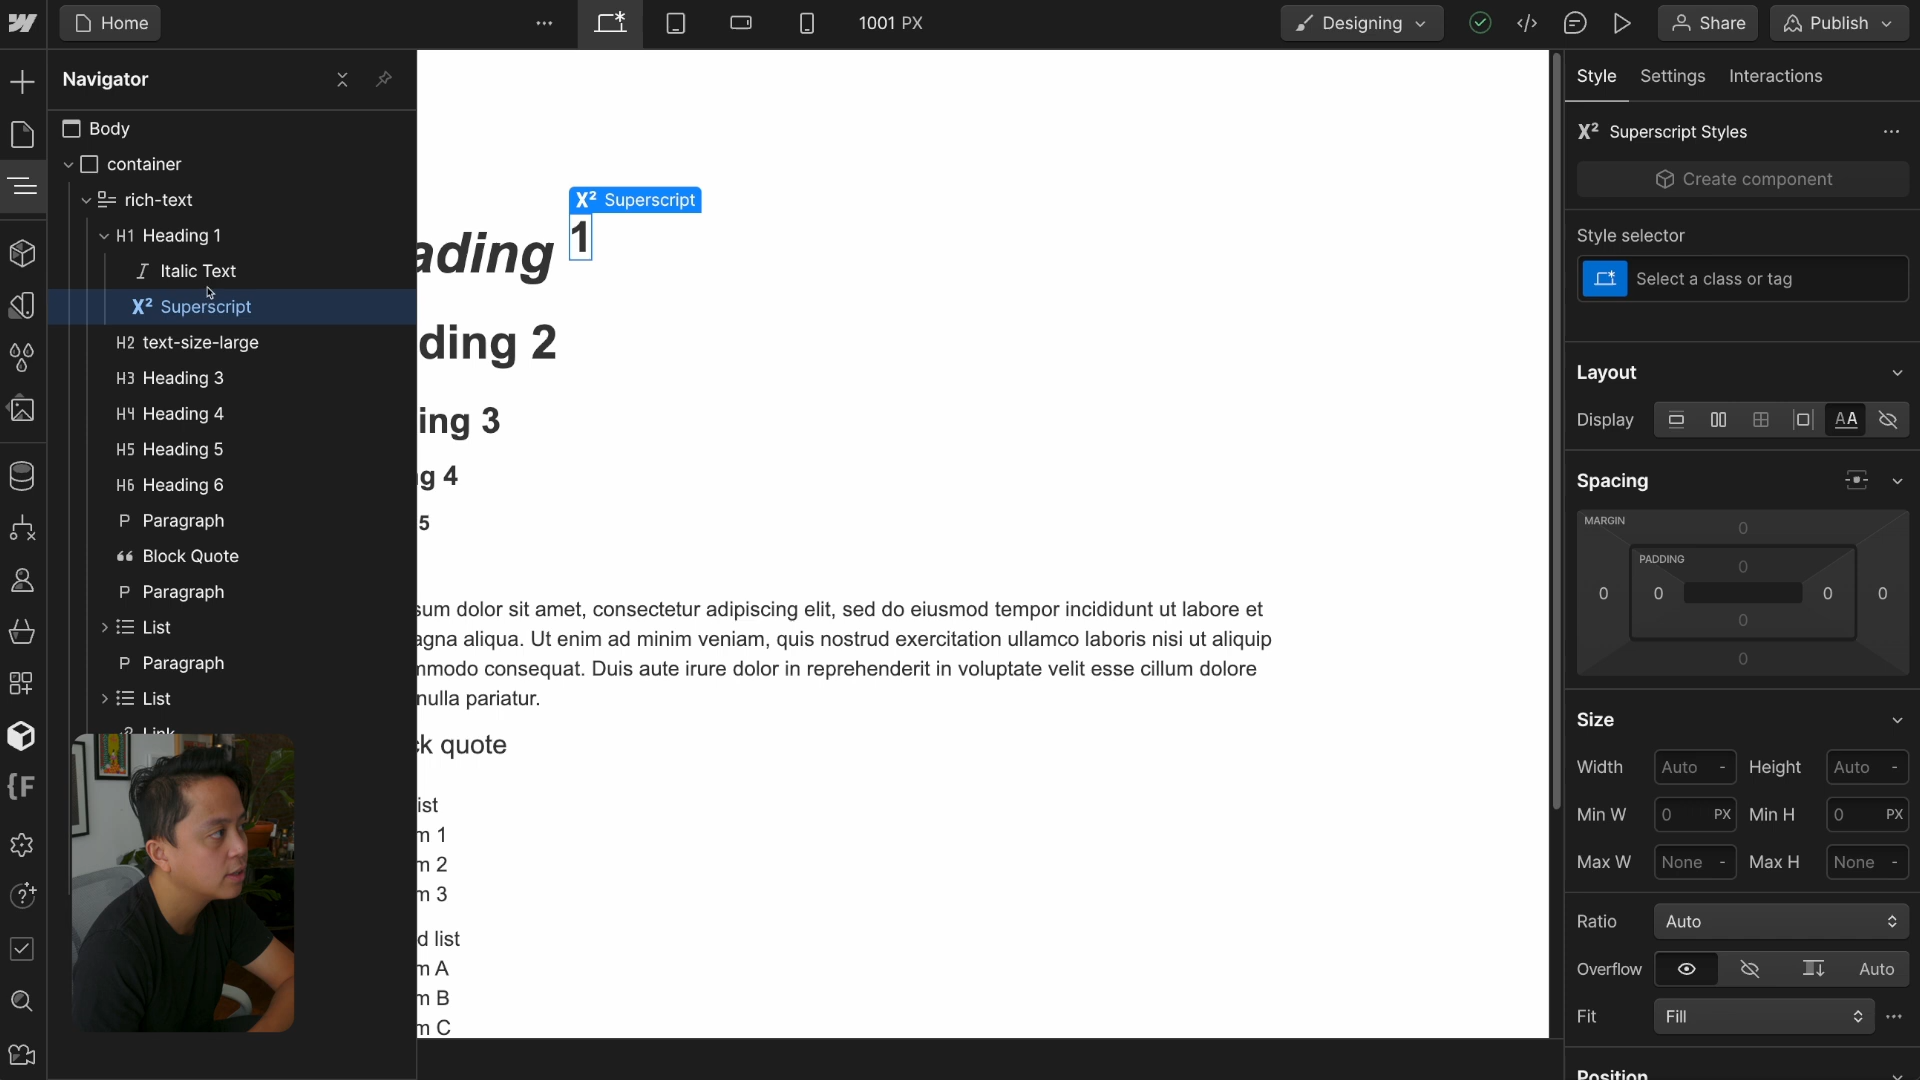 Home
1001 PX
Designing
Share
Publish
Navigator
Body
container
rich-text
H1 Heading 1
Italic Text
X² Superscript
H2 text-size-large
H3 Heading 3
H4 Heading 4
H5 Heading 5
H6 Heading 6
P Paragraph
Block Quote
P Paragraph
List
P Paragraph
List
Link
X² Superscript
ading 1
ding 2
ing 3
g 4
5
sum dolor sit amet, consectetur adipiscing elit, sed do eiusmod tempor incididunt ut labore et
agna aliqua. Ut enim ad minim veniam, quis nostrud exercitation ullamco laboris nisi ut aliquip
mmodo consequat. Duis aute irure dolor in reprehenderit in voluptate velit esse cillum dolore
nulla pariatur.
ck quote
ist
m 1
m 2
m 3
d list
m A
m B
m C
Style Settings Interactions
X² Superscript Styles
Create component
Style selector
Select a class or tag
Layout
Display AA
Spacing
MARGIN
0
PADDING
0
0 0 0 0
0
0
Size
Width Auto - Height Auto -
Min W 0 PX Min H 0 PX
Max W None - Max H None -
Ratio Auto
Overflow Auto
Fit Fill
Position